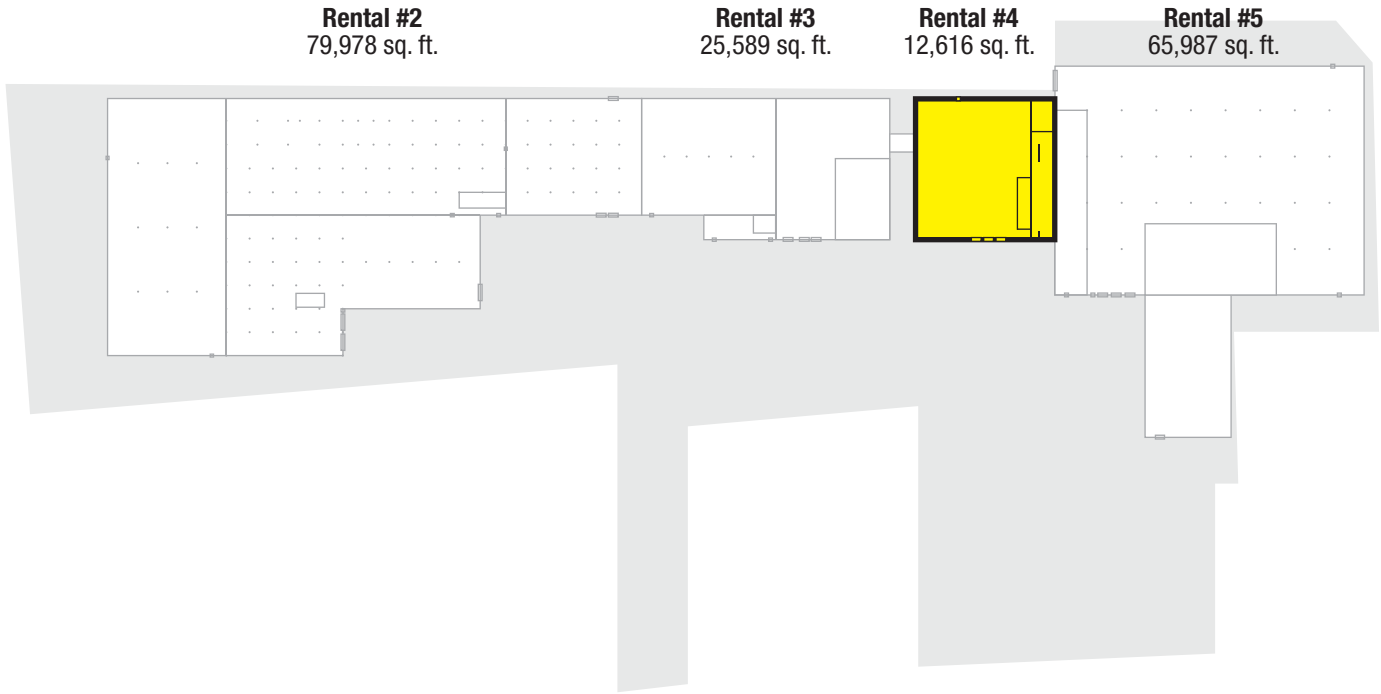 Rental #2
79,978 sq. ft.
Rental #3
25,589 sq. ft.
Rental #4
12,616 sq. ft.
Rental #5
65,987 sq. ft.